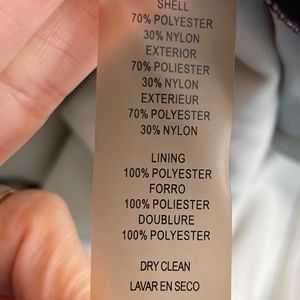 SHELL
70% POLYESTER
30% NYLON
EXTERIOR
70% POLIESTER
30% NYLON
EXTERIEUR
70% POLYESTER
30% NYLON
LINING
100% POLYESTER
FORRO
100% POLIESTER
DOUBLURE
100% POLYESTER
DRY CLEAN
LAVAR EN SECO